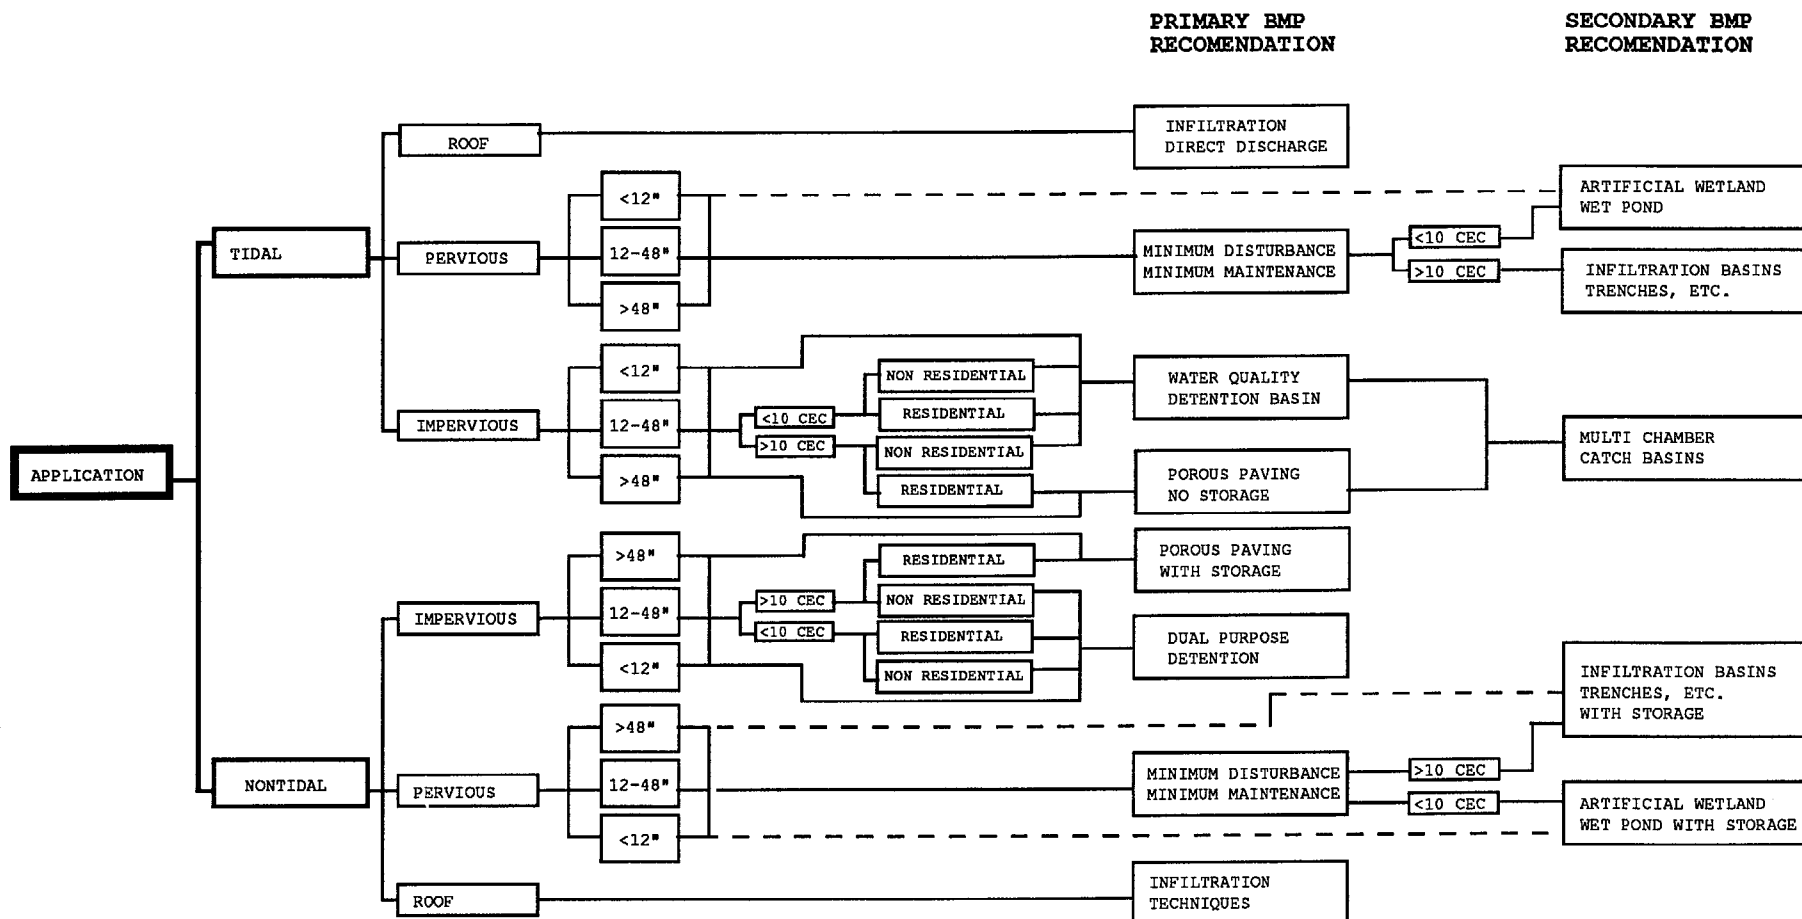 PRIMARY BMP
RECOMENDATION
SECONDARY BMP
RECOMENDATION
ROOF
INFILTRATION
DIRECT DISCHARGE
<12"
ARTIFICIAL WETLAND
WET POND
TIDAL
PERVIOUS
12-48"
MINIMUM DISTURBANCE
MINIMUM MAINTENANCE
<10 CEC
>10 CEC
INFILTRATION BASINS
TRENCHES, ETC.
>48"
<12"
NON RESIDENTIAL
WATER QUALITY
DETENTION BASIN
IMPERVIOUS
12-48"
<10 CEC
RESIDENTIAL
>10 CEC
NON RESIDENTIAL
MULTI CHAMBER
CATCH BASINS
APPLICATION
>48"
RESIDENTIAL
POROUS PAVING
NO STORAGE
>48"
RESIDENTIAL
POROUS PAVING
WITH STORAGE
IMPERVIOUS
12-48"
>10 CEC
NON RESIDENTIAL
<10 CEC
RESIDENTIAL
DUAL PURPOSE
DETENTION
<12"
NON RESIDENTIAL
INFILTRATION BASINS
TRENCHES, ETC.
WITH STORAGE
>48"
NONTIDAL
PERVIOUS
12-48"
MINIMUM DISTURBANCE
MINIMUM MAINTENANCE
>10 CEC
<10 CEC
ARTIFICIAL WETLAND
WET POND WITH STORAGE
<12"
ROOF
INFILTRATION
TECHNIQUES